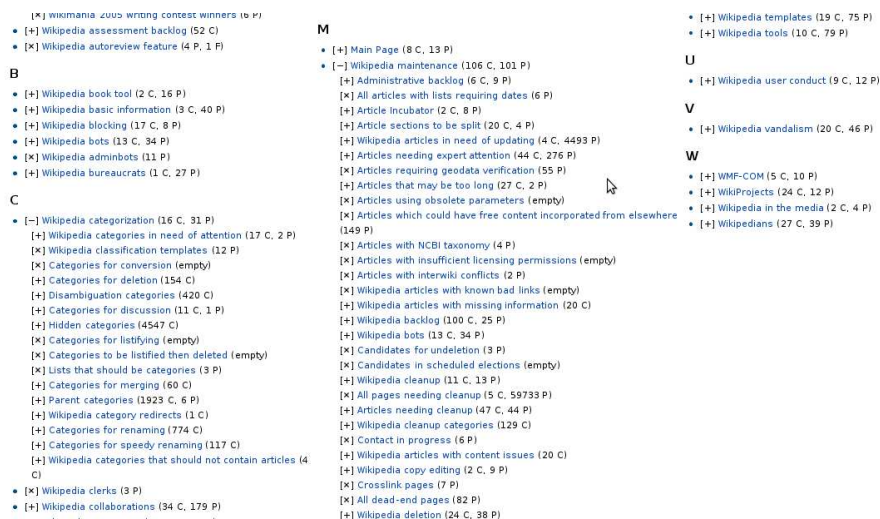 [×] Wikimania 2005 writing contest winners (6 P)
[+] Wikipedia assessment backlog (52 C)
[×] Wikipedia autoreview feature (4 P, 1 F)
B
[+] Wikipedia book tool (2 C, 16 P)
[+] Wikipedia basic information (3 C, 40 P)
[+] Wikipedia blocking (17 C, 8 P)
[+] Wikipedia bots (13 C, 34 P)
[×] Wikipedia adminbots (11 P)
[+] Wikipedia bureaucrats (1 C, 27 P)
C
[−] Wikipedia categorization (16 C, 31 P)
[+] Wikipedia categories in need of attention (17 C, 2 P)
[×] Wikipedia classification templates (12 P)
[×] Categories for conversion (empty)
[+] Categories for deletion (154 C)
[+] Disambiguation categories (420 C)
[+] Categories for discussion (11 C, 1 P)
[+] Hidden categories (4547 C)
[×] Categories for listifying (empty)
[×] Categories to be listified then deleted (empty)
[×] Lists that should be categories (3 P)
[+] Categories for merging (60 C)
[+] Parent categories (1923 C, 6 P)
[+] Wikipedia category redirects (1 C)
[+] Categories for renaming (774 C)
[+] Categories for speedy renaming (117 C)
[+] Wikipedia categories that should not contain articles (4
C)
[×] Wikipedia clerks (3 P)
[+] Wikipedia collaborations (34 C, 179 P)
M
[+] Main Page (8 C, 13 P)
[−] Wikipedia maintenance (106 C, 101 P)
[+] Administrative backlog (6 C, 9 P)
[×] All articles with lists requiring dates (6 P)
[+] Article Incubator (2 C, 8 P)
[+] Article sections to be split (20 C, 4 P)
[+] Wikipedia articles in need of updating (4 C, 4493 P)
[+] Articles needing expert attention (44 C, 276 P)
[×] Articles requiring geodata verification (55 P)
[+] Articles that may be too long (27 C, 2 P)
[×] Articles using obsolete parameters (empty)
[×] Articles which could have free content incorporated from elsewhere
(149 P)
[×] Articles with NCBI taxonomy (4 P)
[×] Articles with insufficient licensing permissions (empty)
[×] Articles with interwiki conflicts (2 P)
[×] Wikipedia articles with known bad links (empty)
[+] Wikipedia articles with missing information (20 C)
[+] Wikipedia backlog (100 C, 25 P)
[+] Wikipedia bots (13 C, 34 P)
[×] Candidates for undeletion (3 P)
[×] Candidates in scheduled elections (empty)
[+] Wikipedia cleanup (11 C, 13 P)
[×] All pages needing cleanup (5 C, 59733 P)
[+] Articles needing cleanup (47 C, 44 P)
[+] Wikipedia cleanup categories (129 C)
[×] Contact in progress (6 P)
[+] Wikipedia articles with content issues (20 C)
[+] Wikipedia copy editing (2 C, 9 P)
[×] Crosslink pages (7 P)
[×] All dead-end pages (82 P)
[+] Wikipedia deletion (24 C, 38 P)
[+] Wikipedia templates (19 C, 75 P)
[+] Wikipedia tools (10 C, 79 P)
U
[+] Wikipedia user conduct (9 C, 12 P)
V
[+] Wikipedia vandalism (20 C, 46 P)
W
[+] WMF-COM (5 C, 10 P)
[+] WikiProjects (24 C, 12 P)
[+] Wikipedia in the media (2 C, 4 P)
[+] Wikipedians (27 C, 39 P)